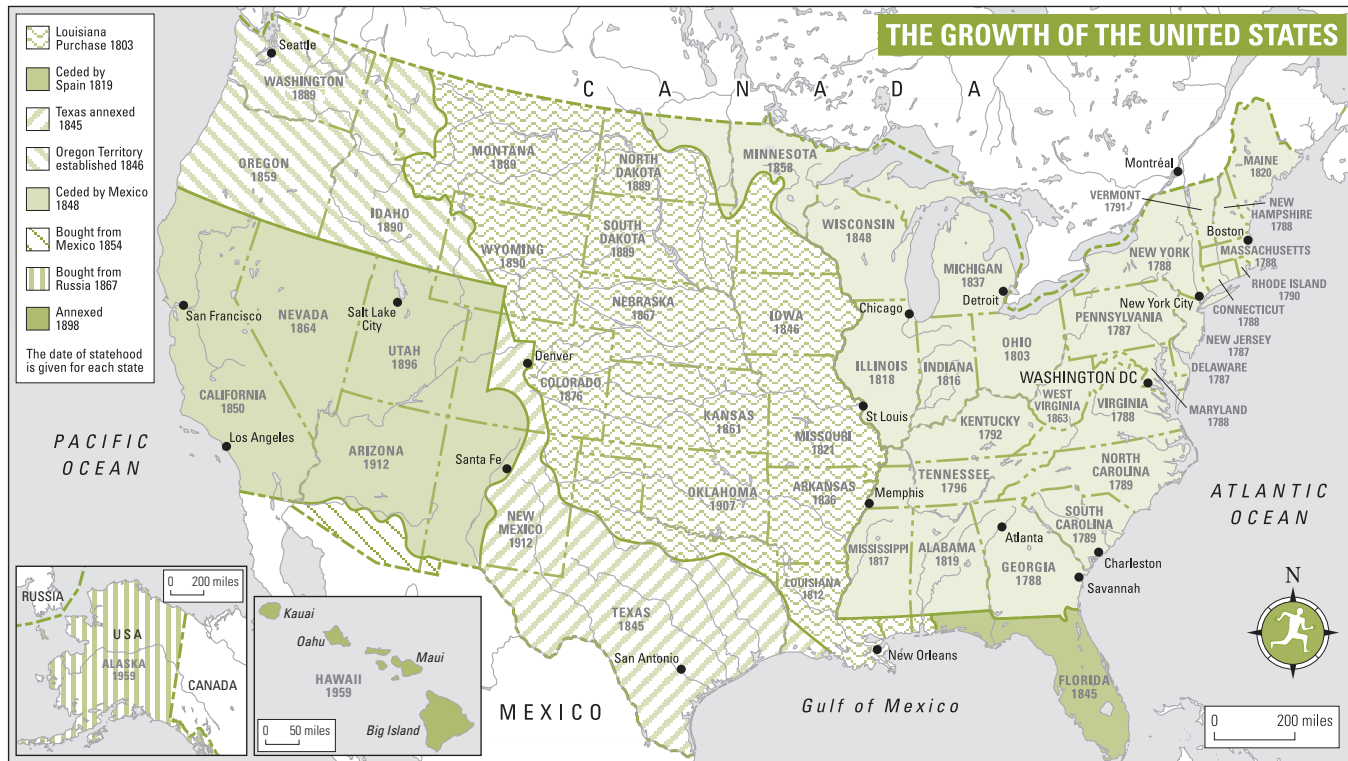 THE GROWTH OF THE UNITED STATES
Louisiana
Purchase 1803
Ceded by
Spain 1819
Texas annexed
1845
Oregon Territory
established 1846
Ceded by Mexico
1848
Bought from
Mexico 1854
Bought from
Russia 1867
Annexed
1898
The date of statehood
is given for each state
CANADA
Seattle
WASHINGTON
1889
OREGON
1859
IDAHO
1890
MONTANA
1889
NORTH
DAKOTA
1889
MINNESOTA
1858
SOUTH
DAKOTA
1889
WYOMING
1890
WISCONSIN
1848
MICHIGAN
1837
Detroit
Montréal
MAINE
1820
VERMONT
1791
NEW
HAMPSHIRE
1788
Boston
MASSACHUSETTS
1788
NEW YORK
1788
RHODE ISLAND
1790
New York City
CONNECTICUT
1788
PENNSYLVANIA
1787
NEW JERSEY
1787
DELAWARE
1787
MARYLAND
1788
WASHINGTON DC
San Francisco
NEVADA
1864
Salt Lake
City
UTAH
1896
NEBRASKA
1867
IOWA
1846
Chicago
OHIO
1803
ILLINOIS
1818
INDIANA
1816
WEST
VIRGINIA
1863
VIRGINIA
1788
Denver
COLORADO
1876
CALIFORNIA
1850
KANSAS
1861
MISSOURI
1821
St Louis
KENTUCKY
1792
PACIFIC
OCEAN
Los Angeles
ARIZONA
1912
Santa Fe
NEW
MEXICO
1912
OKLAHOMA
1907
ARKANSAS
1836
Memphis
TENNESSEE
1796
NORTH
CAROLINA
1789
SOUTH
CAROLINA
1789
ATLANTIC
OCEAN
MISSISSIPPI
1817
ALABAMA
1819
Atlanta
GEORGIA
1788
Charleston
Savannah
LOUISIANA
1812
TEXAS
1845
San Antonio
New Orleans
FLORIDA
1845
MEXICO
Gulf of Mexico
N
0 200 miles
RUSSIA
0 200 miles
USA
ALASKA
1959
CANADA
Kauai
Oahu
Maui
HAWAII
1959
Big Island
0 50 miles